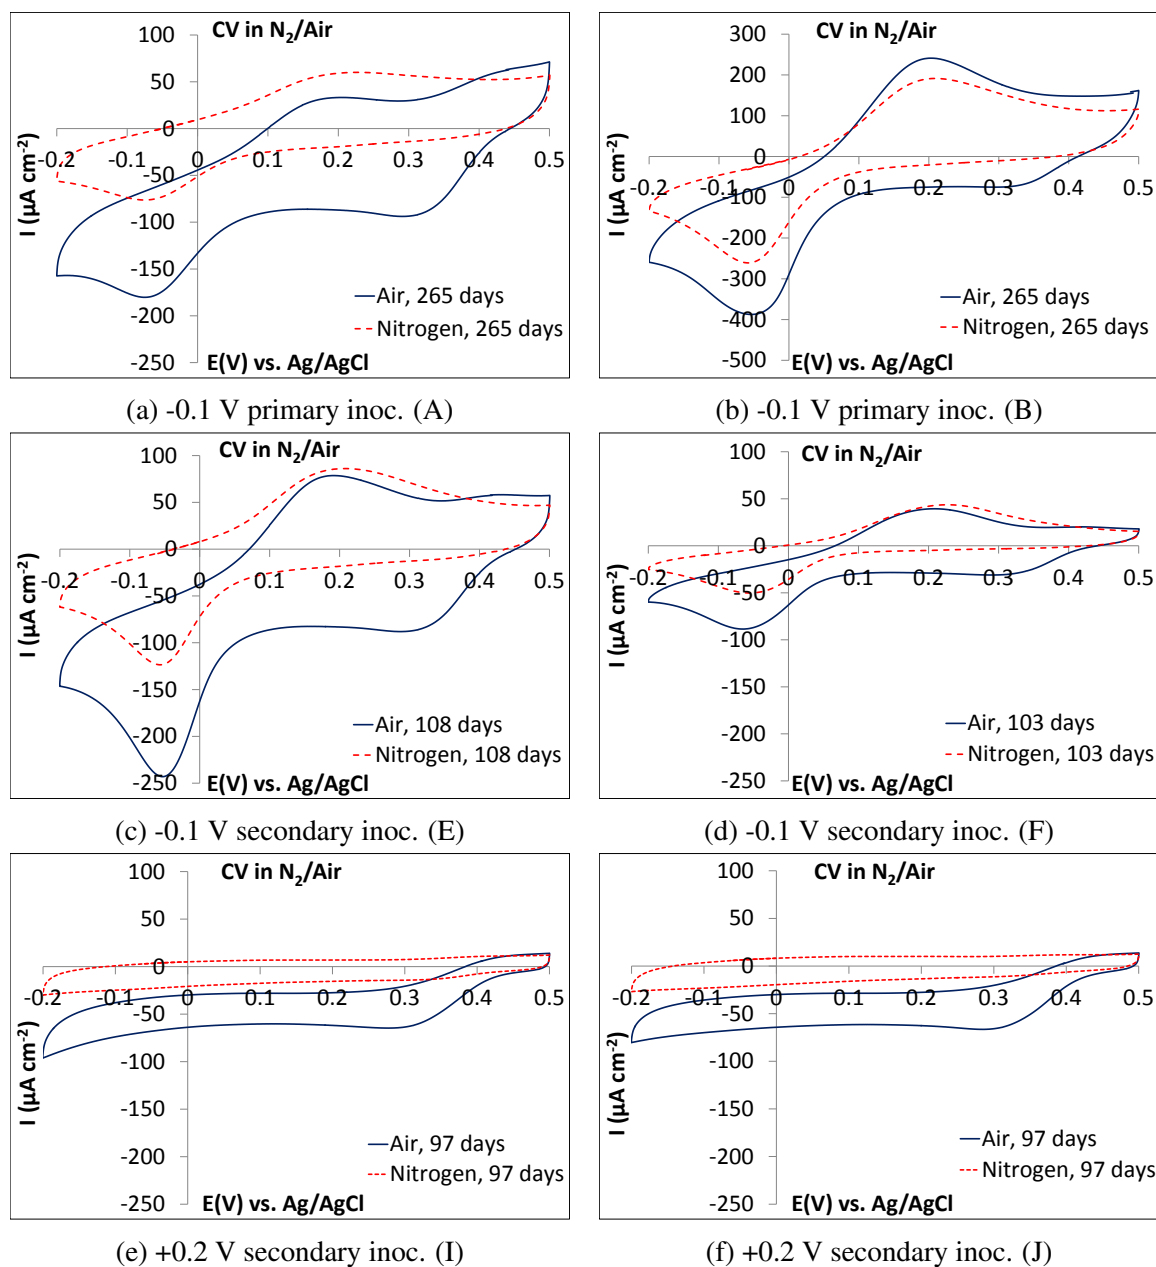 CV in N2/Air
100
50
0
-50
-100
-150
-200
-250
-0.2 -0.1 0 0.1 0.2 0.3 0.4 0.5
I (µA cm-2)
Air, 265 days
Nitrogen, 265 days
E(V) vs. Ag/AgCl
(a) -0.1 V primary inoc. (A)
CV in N2/Air
300
200
100
0
-100
-200
-300
-400
-500
-0.2 -0.1 0 0.1 0.2 0.3 0.4 0.5
I (µA cm-2)
Air, 265 days
Nitrogen, 265 days
E(V) vs. Ag/AgCl
(b) -0.1 V primary inoc. (B)
CV in N2/Air
100
50
0
-50
-100
-150
-200
-250
-0.2 -0.1 0 0.1 0.2 0.3 0.4 0.5
I (µA cm-2)
Air, 108 days
Nitrogen, 108 days
E(V) vs. Ag/AgCl
(c) -0.1 V secondary inoc. (E)
CV in N2/Air
100
50
0
-50
-100
-150
-200
-250
-0.2 -0.1 0 0.1 0.2 0.3 0.4 0.5
I (µA cm-2)
Air, 103 days
Nitrogen, 103 days
E(V) vs. Ag/AgCl
(d) -0.1 V secondary inoc. (F)
CV in N2/Air
100
50
0
-50
-100
-150
-200
-250
-0.2 -0.1 0 0.1 0.2 0.3 0.4 0.5
I (µA cm-2)
Air, 97 days
Nitrogen, 97 days
E(V) vs. Ag/AgCl
(e) +0.2 V secondary inoc. (I)
CV in N2/Air
100
50
0
-50
-100
-150
-200
-250
-0.2 -0.1 0 0.1 0.2 0.3 0.4 0.5
I (µA cm-2)
Air, 97 days
Nitrogen, 97 days
E(V) vs. Ag/AgCl
(f) +0.2 V secondary inoc. (J)